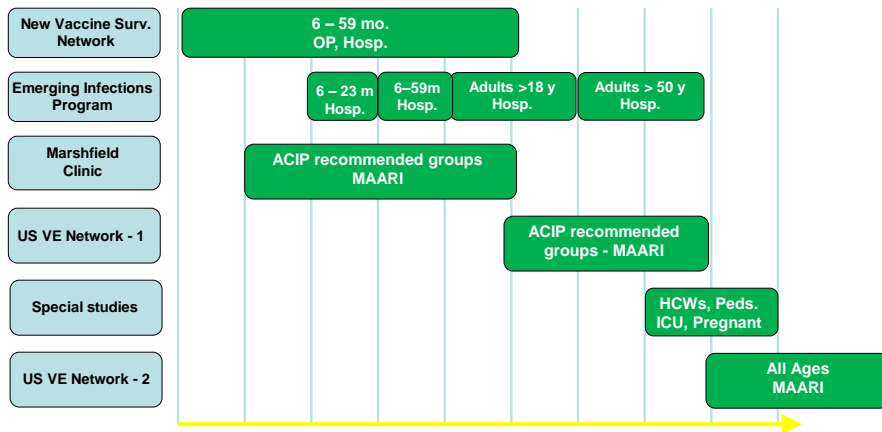 New Vaccine Surv.
Network
6 – 59 mo.
OP, Hosp.
Emerging Infections
Program
6 – 23 m
Hosp.
6–59m
Hosp.
Adults >18 y
Hosp.
Adults > 50 y
Hosp.
Marshfield
Clinic
ACIP recommended groups
MAARI
US VE Network - 1
ACIP recommended
groups - MAARI
Special studies
HCWs, Peds.
ICU, Pregnant
US VE Network - 2
All Ages
MAARI